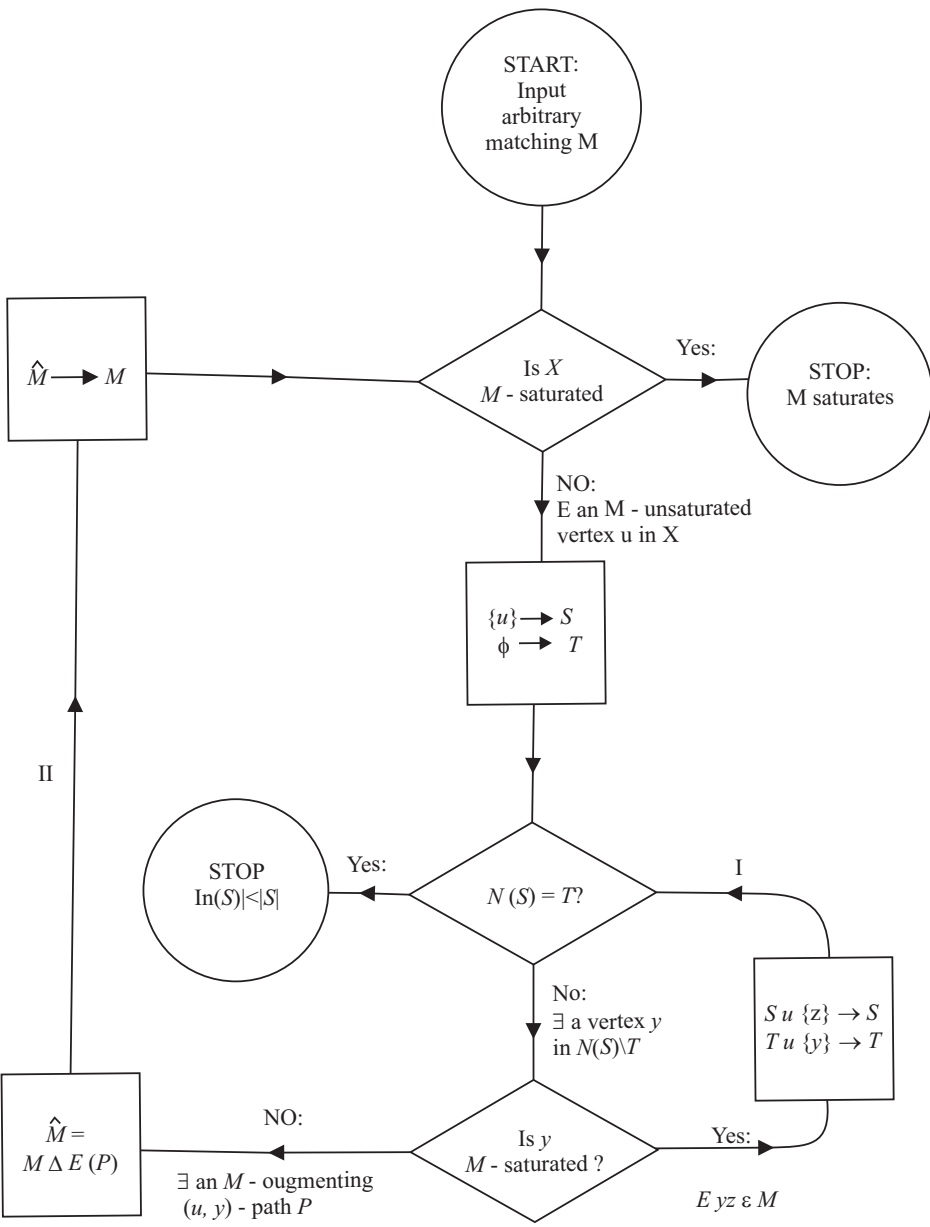 START:
Input
arbitrary
matching M
M̂ → M
Is X
M - saturated
Yes:
STOP:
M saturates
NO:
E an M - unsaturated
vertex u in X
{u} → S
ϕ → T
II
STOP
In(S)|<|S|
Yes:
N (S) = T?
I
No:
∃ a vertex y
in N(S)\T
S u {z} → S
T u {y} → T
M̂ =
M Δ E (P)
NO:
∃ an M - ougmenting
(u, y) - path P
Is y
M - saturated ?
Yes:
E yz ε M